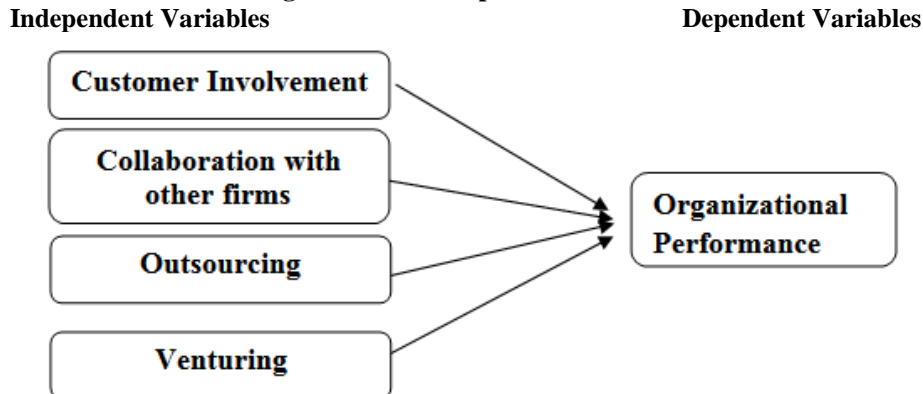 Independent Variables
Dependent Variables
Customer Involvement
Collaboration with
other firms
Outsourcing
Venturing
Organizational
Performance